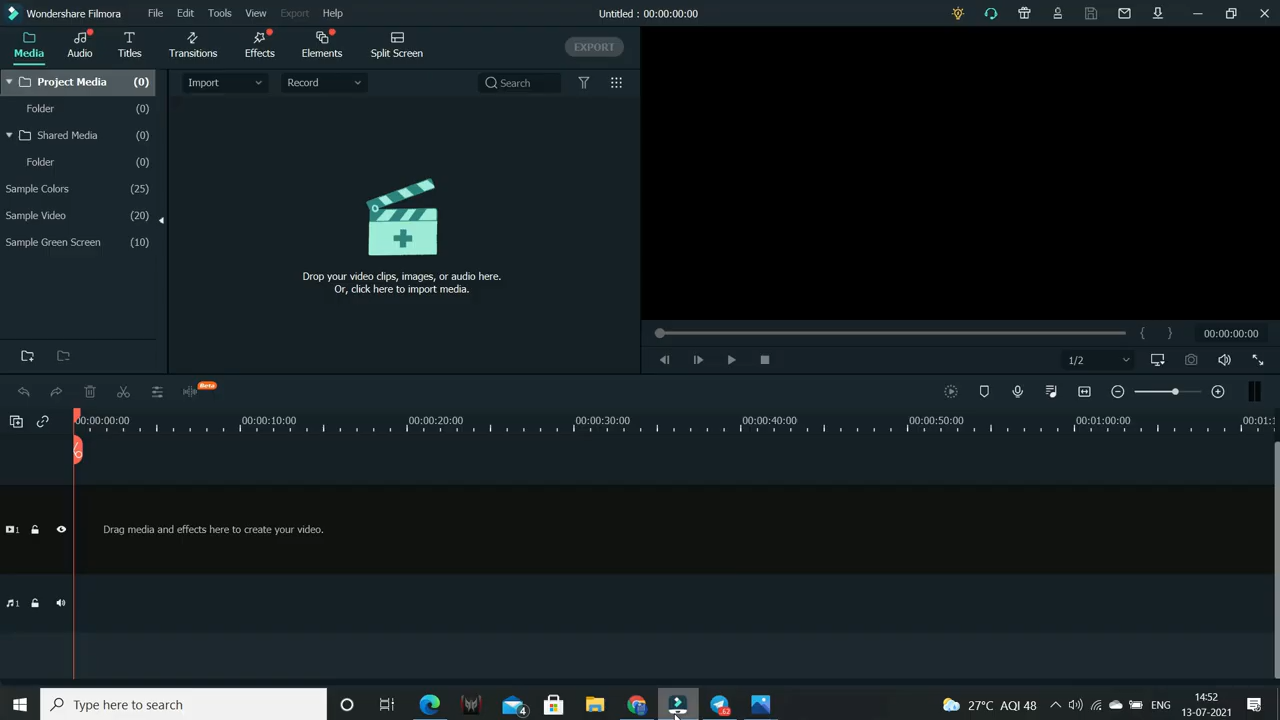 Wondershare Filmora File Edit Tools View Export Help Untitled : 00:00:00:00
Media Audio Titles Transitions Effects Elements Split Screen EXPORT
Project Media (0) Import Record Search
Folder (0)
Shared Media (0)
Folder (0)
Sample Colors (25)
Sample Video (20)
Sample Green Screen (10)
Drop your video clips, images, or audio here.
Or, click here to import media.
{ } 00:00:00:00
1/2
Beta
00:00:00:00 00:00:10:00 00:00:20:00 00:00:30:00 00:00:40:00 00:00:50:00 00:01:00:00 00:01:1
1 Drag media and effects here to create your video.
1
Type here to search 4 27°C AQI 48 ENG 14:52
13-07-2021